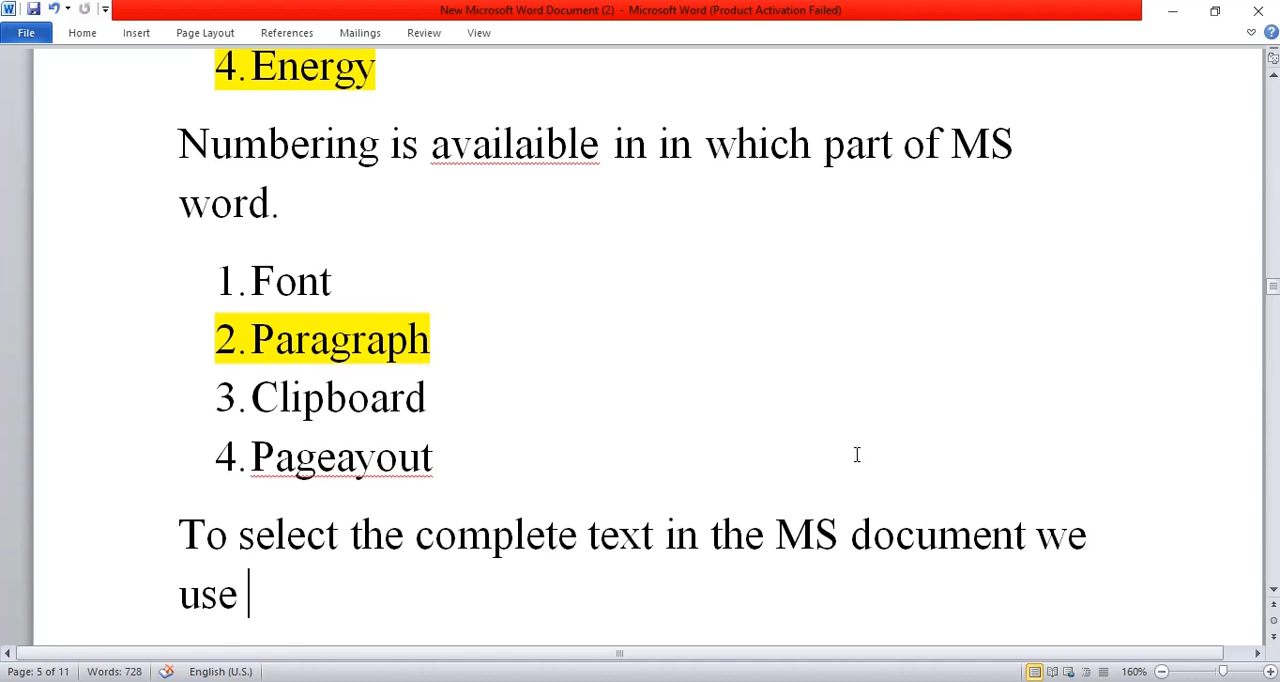 New Microsoft Word Document (2) - Microsoft Word (Product Activation Failed)
File Home Insert Page Layout References Mailings Review View
4. Energy
Numbering is availaible in in which part of MS
word.
1. Font
2. Paragraph
3. Clipboard
4. Pageayout
To select the complete text in the MS document we
use
Page: 5 of 11 Words: 728 English (U.S.) 160%